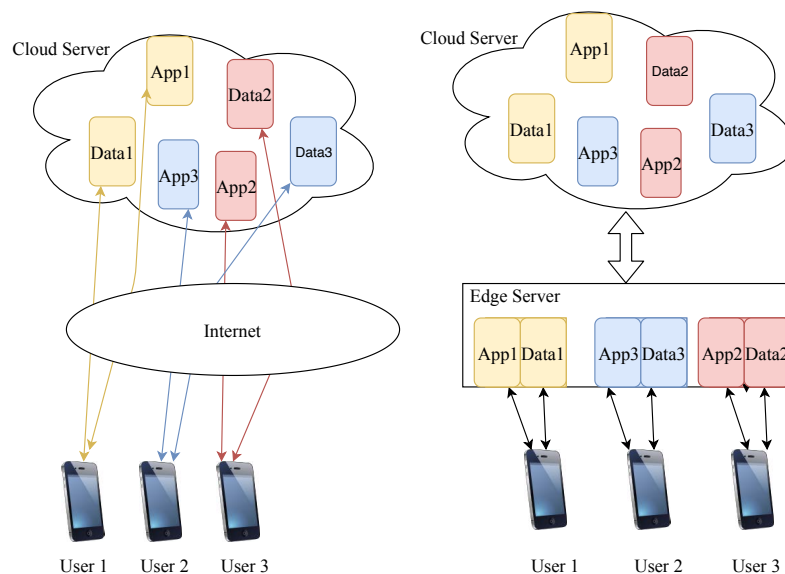 Cloud Server
App1
Data2
Data1
App3
App2
Data3
Internet
User 1
User 2
User 3
Cloud Server
App1
Data2
Data1
App3
App2
Data3
Edge Server
App1
Data1
App3
Data3
App2
Data2
User 1
User 2
User 3